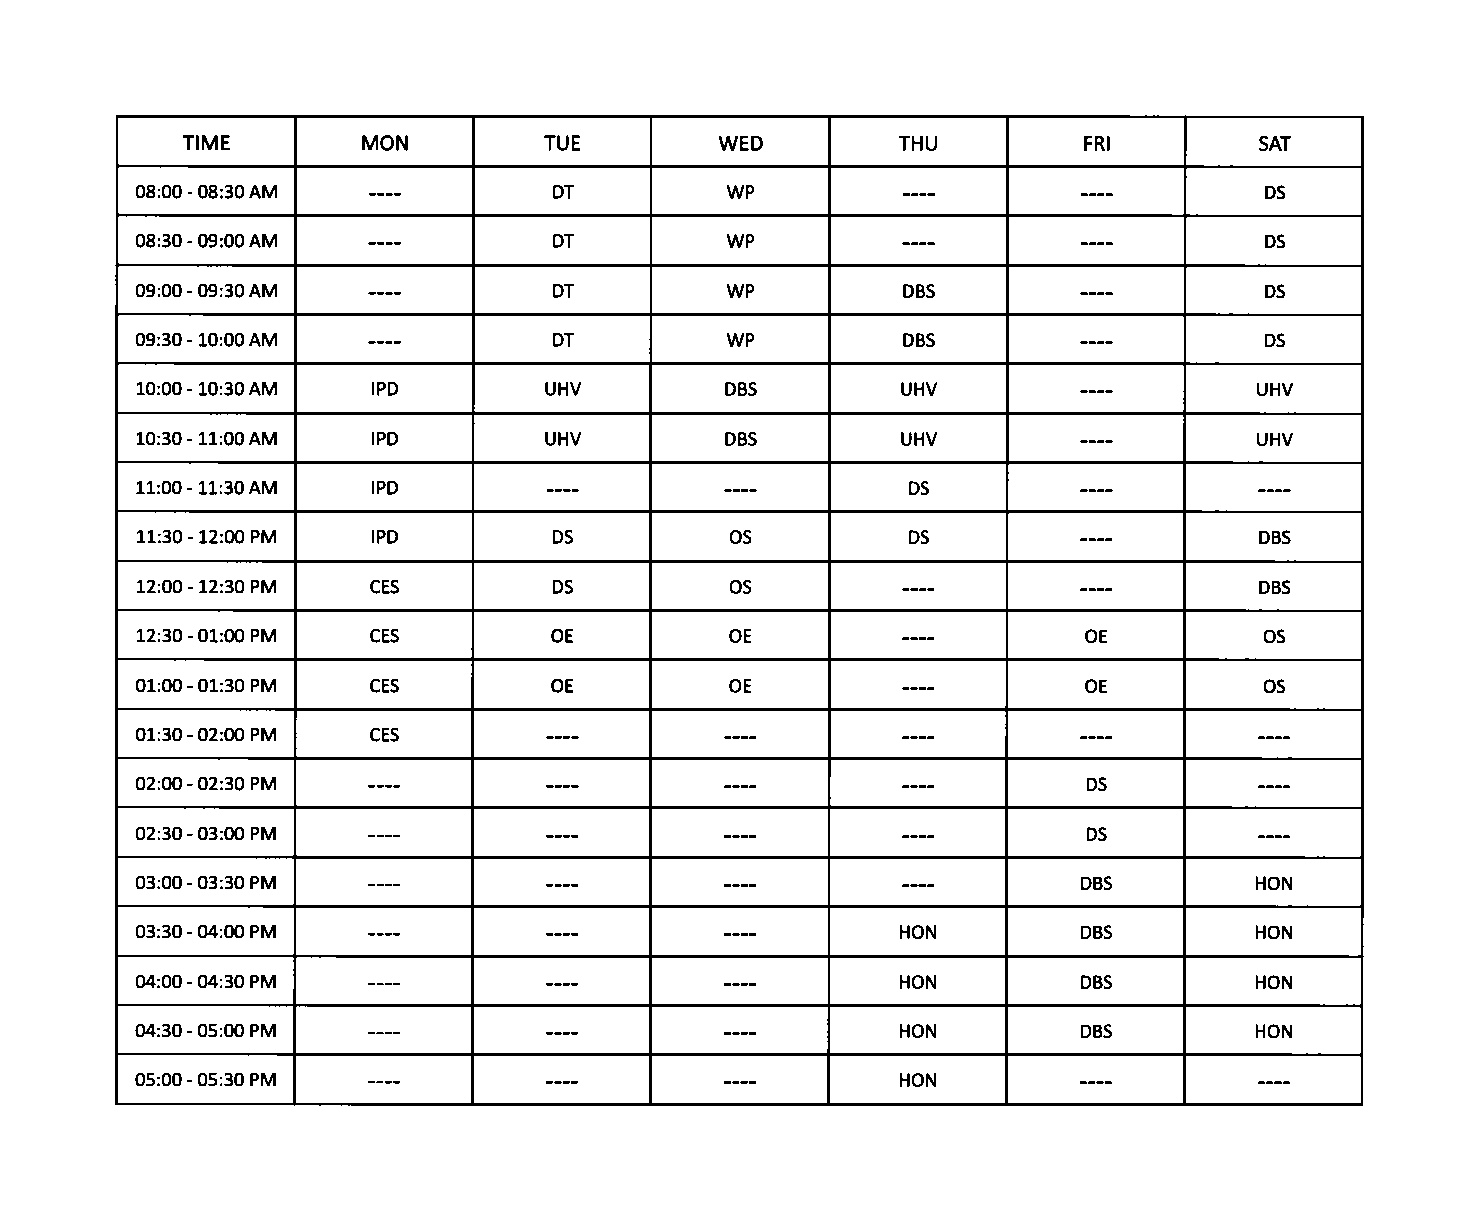 TIME MON TUE WED THU FRI SAT
08:00 - 08:30 AM ---- DT WP ---- ---- DS
08:30 - 09:00 AM ---- DT WP ---- ---- DS
09:00 - 09:30 AM ---- DT WP DBS ---- DS
09:30 - 10:00 AM ---- DT WP DBS ---- DS
10:00 - 10:30 AM IPD UHV DBS UHV ---- UHV
10:30 - 11:00 AM IPD UHV DBS UHV ---- UHV
11:00 - 11:30 AM IPD ---- ---- DS ---- ----
11:30 - 12:00 PM IPD DS OS DS ---- DBS
12:00 - 12:30 PM CES DS OS ---- ---- DBS
12:30 - 01:00 PM CES OE OE ---- OE OS
01:00 - 01:30 PM CES OE OE ---- OE OS
01:30 - 02:00 PM CES ---- ---- ---- ---- ----
02:00 - 02:30 PM ---- ---- ---- ---- DS ----
02:30 - 03:00 PM ---- ---- ---- ---- DS ----
03:00 - 03:30 PM ---- ---- ---- ---- DBS HON
03:30 - 04:00 PM ---- ---- ---- HON DBS HON
04:00 - 04:30 PM ---- ---- ---- HON DBS HON
04:30 - 05:00 PM ---- ---- ---- HON DBS HON
05:00 - 05:30 PM ---- ---- ---- HON ---- ----